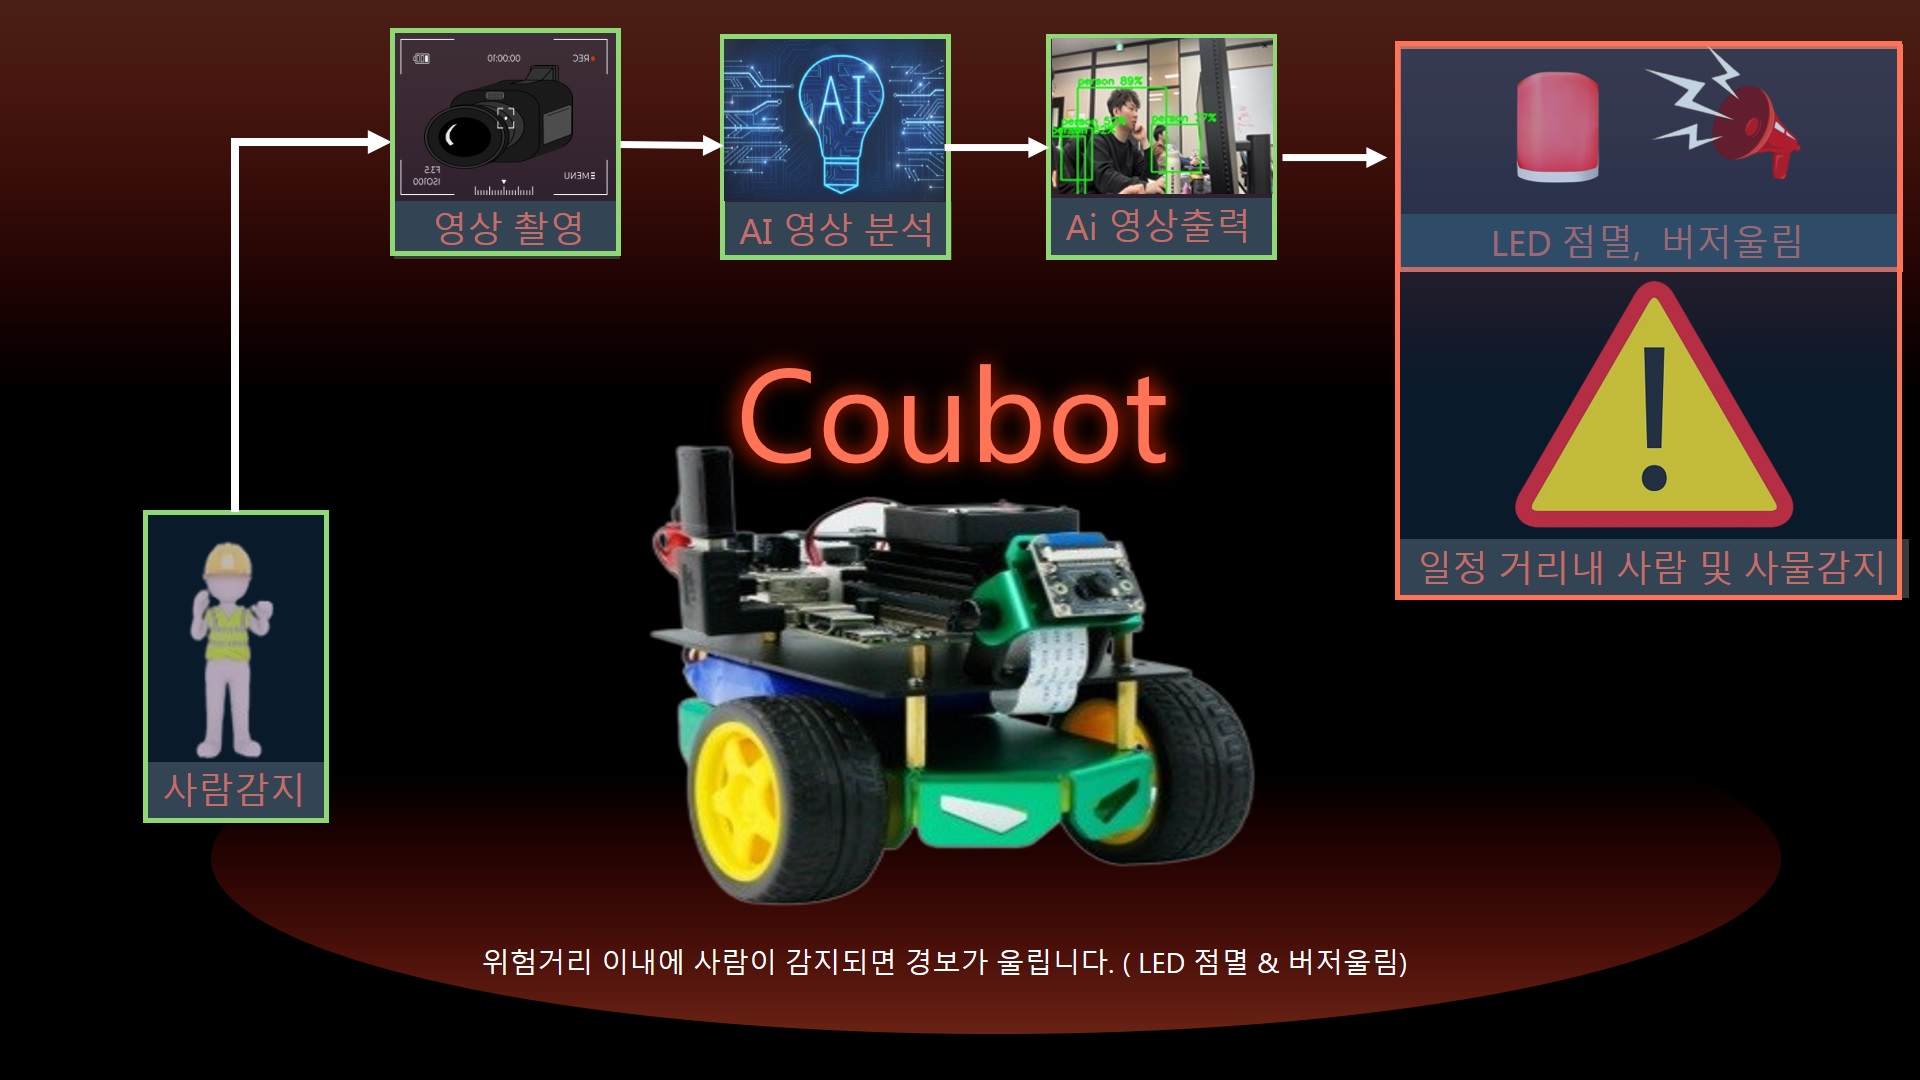 REC
00:00:10
F3.5
ISO100
MENU
영상 촬영
AI
AI 영상 분석
person 89%
person 77%
Ai 영상출력
LED 점멸, 버저울림
일정 거리내 사람 및 사물감지
Coubot
사람감지
위험거리 이내에 사람이 감지되면 경보가 울립니다. ( LED 점멸 & 버저울림)